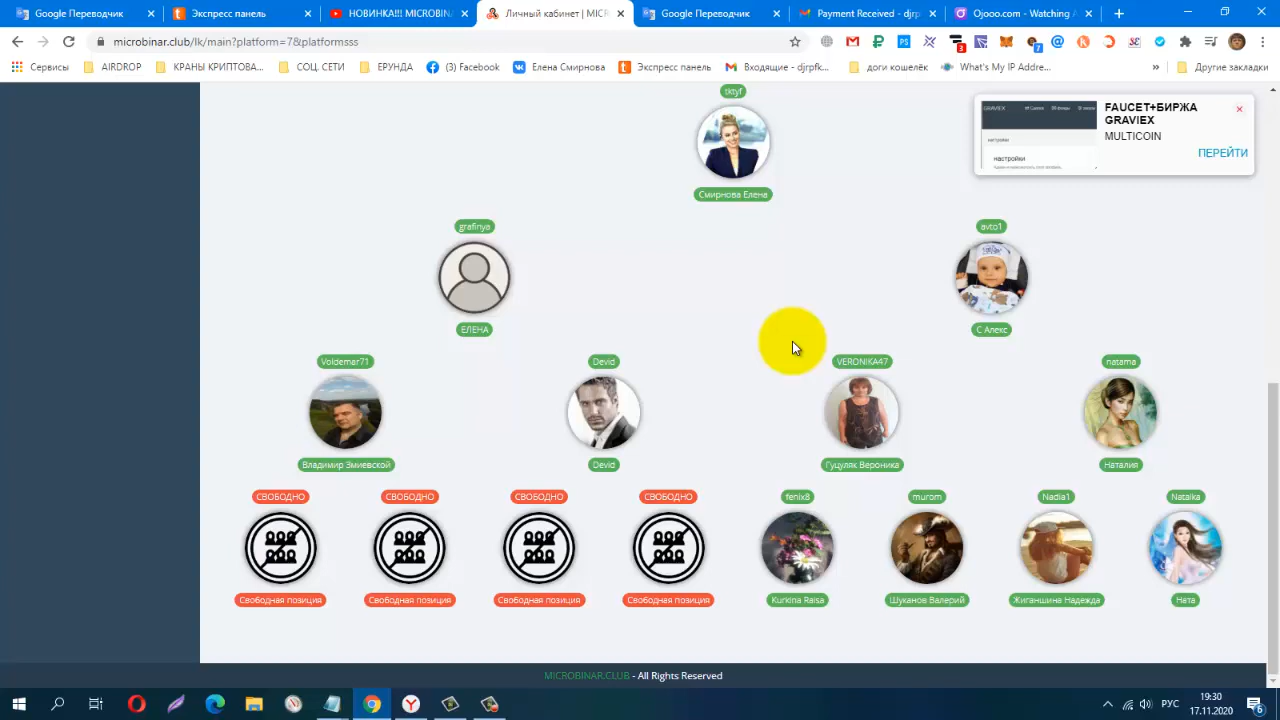 Google Переводчик
Экспресс панель
НОВИНКА!!! MICROBINAR
Личный кабинет | MICR
Google Переводчик
Payment Received - djrp
Ojooo.com - Watching A
microbinar.club/lk/main?platform=7&platformsss
Сервисы
AIRDROP
КРАНЫ КРИПТОВА...
СОЦ. СЕТИ
ЕРУНДА
(3) Facebook
Елена Смирнова
Экспресс панель
Входящие - djrpfk...
доги кошелёк
What's My IP Addre...
»
Другие закладки
FAUCET+БИРЖА
GRAVIEX
MULTICOIN
ПЕРЕЙТИ
GRAVIEX
настройки
tktyf
Смирнова Елена
grafinya
avto1
ЕЛЕНА
С Алекс
Voldemar71
Devid
VERONIKA47
natama
Владимир Змиевской
Devid
Гуцуляк Вероника
Наталия
СВОБОДНО
СВОБОДНО
СВОБОДНО
СВОБОДНО
fenix8
murom
Nadia1
Natalka
Свободная позиция
Свободная позиция
Свободная позиция
Свободная позиция
Kurkina Raisa
Шуканов Валерий
Жиганшина Надежда
Ната
MICROBINAR.CLUB - All Rights Reserved
РУС
19:30
17.11.2020